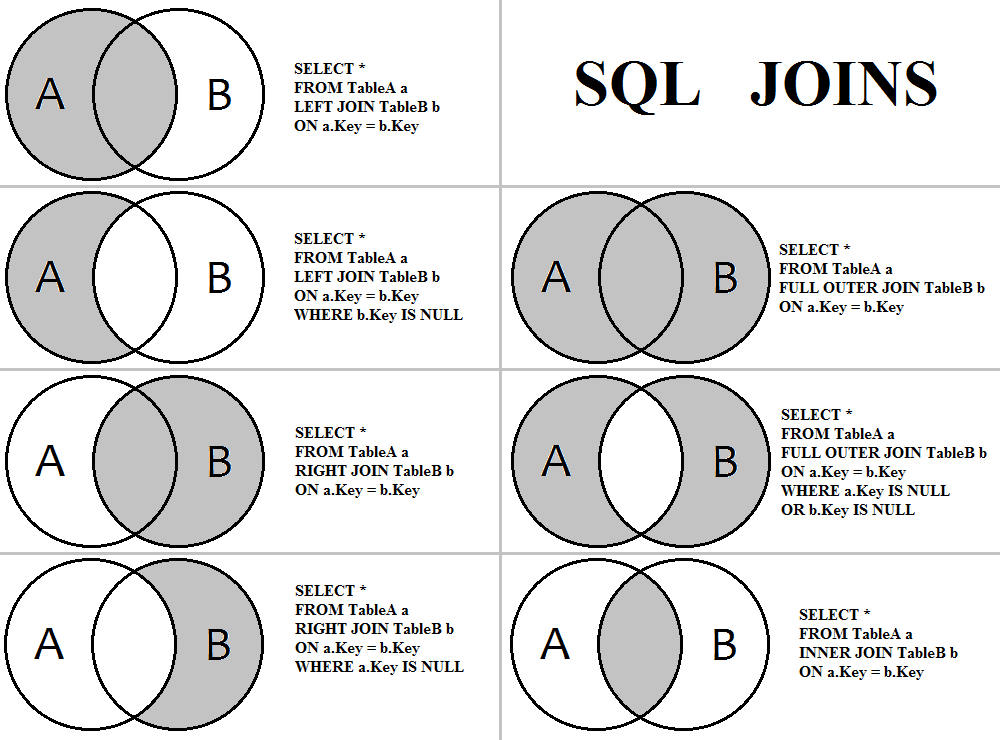 A
B
SELECT *
FROM TableA a
LEFT JOIN TableB b
ON a.Key = b.Key
SQL JOINS
A
B
SELECT *
FROM TableA a
LEFT JOIN TableB b
ON a.Key = b.Key
WHERE b.Key IS NULL
A
B
SELECT *
FROM TableA a
FULL OUTER JOIN TableB b
ON a.Key = b.Key
A
B
SELECT *
FROM TableA a
RIGHT JOIN TableB b
ON a.Key = b.Key
A
B
SELECT *
FROM TableA a
FULL OUTER JOIN TableB b
ON a.Key = b.Key
WHERE a.Key IS NULL
OR b.Key IS NULL
A
B
SELECT *
FROM TableA a
RIGHT JOIN TableB b
ON a.Key = b.Key
WHERE a.Key IS NULL
A
B
SELECT *
FROM TableA a
INNER JOIN TableB b
ON a.Key = b.Key